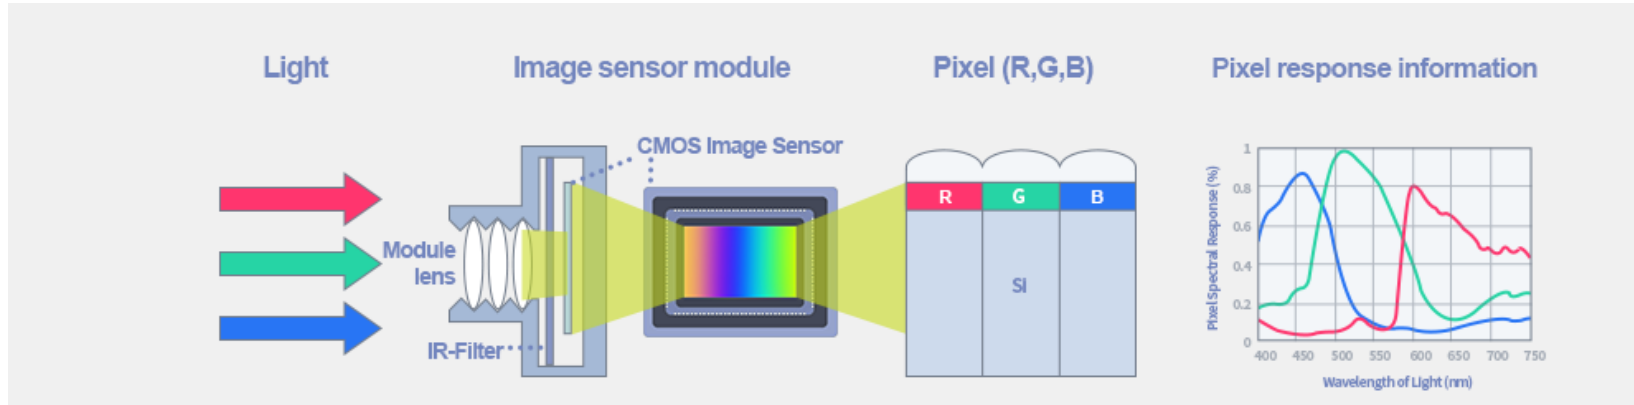 Light
Image sensor module
Pixel (R,G,B)
Pixel response information
CMOS Image Sensor
Module
lens
IR-Filter
R
G
B
Si
Pixel Spectral Response (%)
1
0.8
0.6
0.4
0.2
0
400 450 500 550 600 650 700 750
Wavelength of Light (nm)